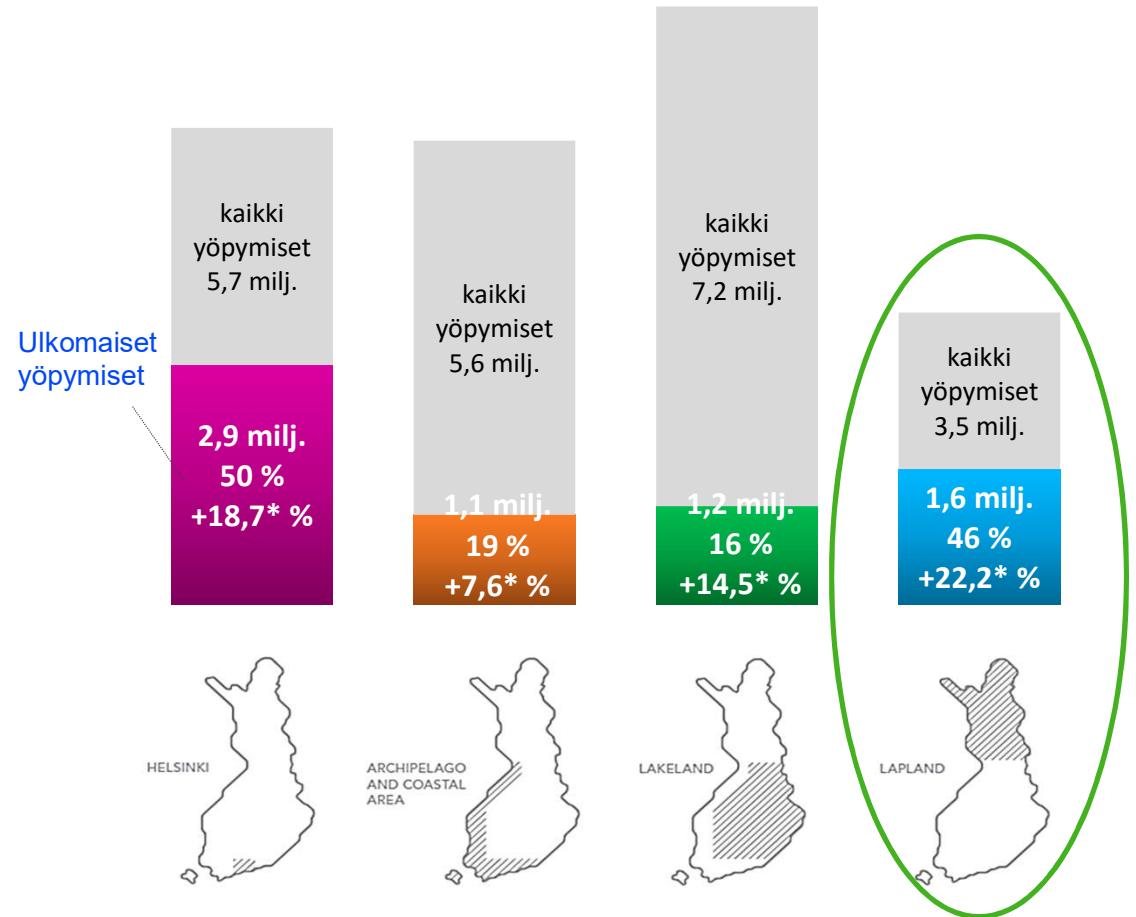 kaikki
yöpymiset
5,7 milj.
kaikki
yöpymiset
5,6 milj.
kaikki
yöpymiset
7,2 milj.
kaikki
yöpymiset
3,5 milj.
Ulkomaiset
yöpymiset
2,9 milj.
50 %
+18,7* %
1,1 milj.
19 %
+7,6* %
1,2 milj.
16 %
+14,5* %
1,6 milj.
46 %
+22,2* %
HELSINKI
ARCHIPELAGO
AND COASTAL
AREA
LAKELAND
LAPLAND